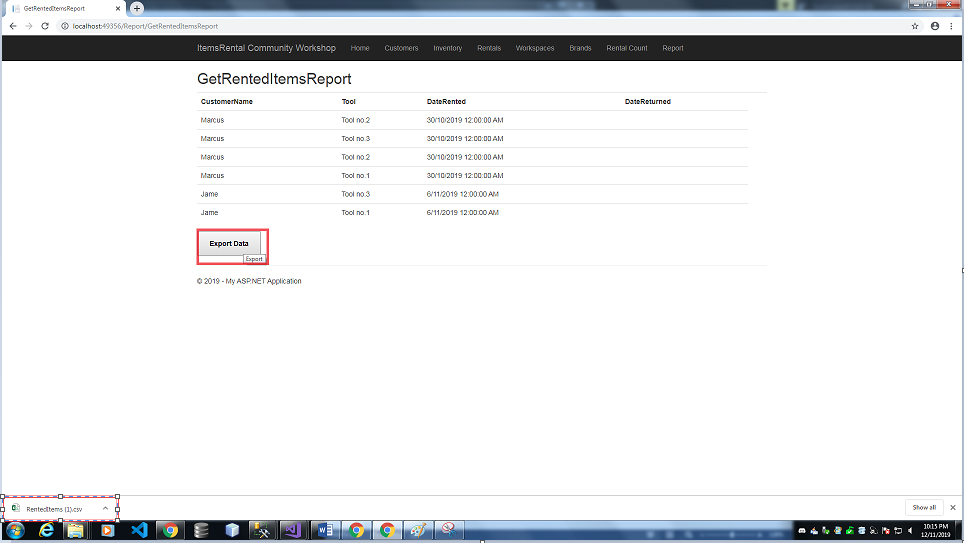 GetRentedItemsReport
localhost:49356/Report/GetRentedItemsReport
ItemsRental Community Workshop Home Customers Inventory Rentals Workspaces Brands Rental Count Report
GetRentedItemsReport
CustomerName Tool DateRented DateReturned
Marcus Tool no.2 30/10/2019 12:00:00 AM
Marcus Tool no.3 30/10/2019 12:00:00 AM
Marcus Tool no.2 30/10/2019 12:00:00 AM
Marcus Tool no.1 30/10/2019 12:00:00 AM
Jame Tool no.3 6/11/2019 12:00:00 AM
Jame Tool no.1 6/11/2019 12:00:00 AM
Export Data
Export
© 2019 - My ASP.NET Application
RentedItems (1).csv
Show all
10:15 PM
12/11/2019